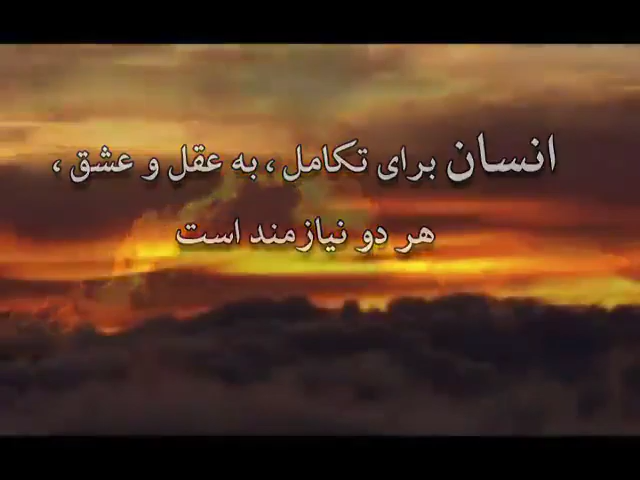 انسان برای تکامل ، به عقل و عشق ،
هر دو نیازمند است